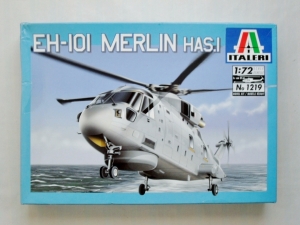 EH-101 MERLIN HAS.1
ITALERI
1:72
No 1219